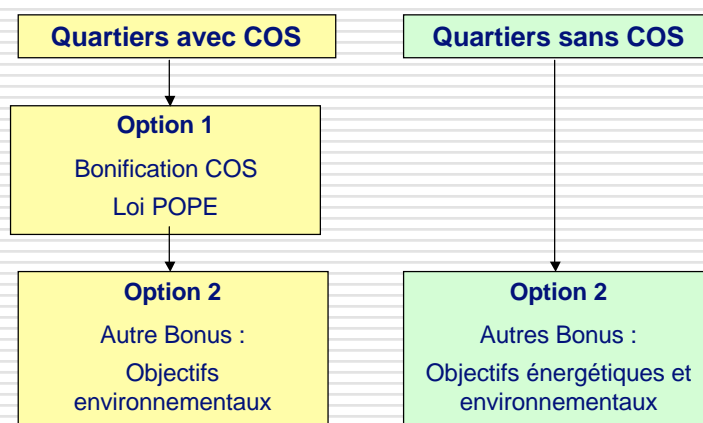 Quartiers avec COS
Option 1
Bonification COS
Loi POPE
Option 2
Autre Bonus :
Objectifs
environnementaux
Quartiers sans COS
Option 2
Autres Bonus :
Objectifs énergétiques et
environnementaux